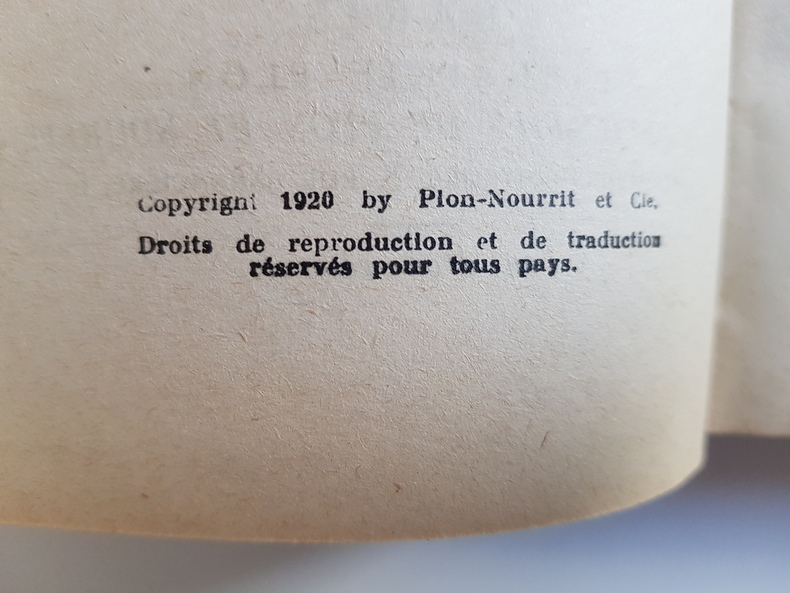 Copyright 1920 by Plon-Nourrit et Cie.
Droits de reproduction et de traduction
réservés pour tous pays.